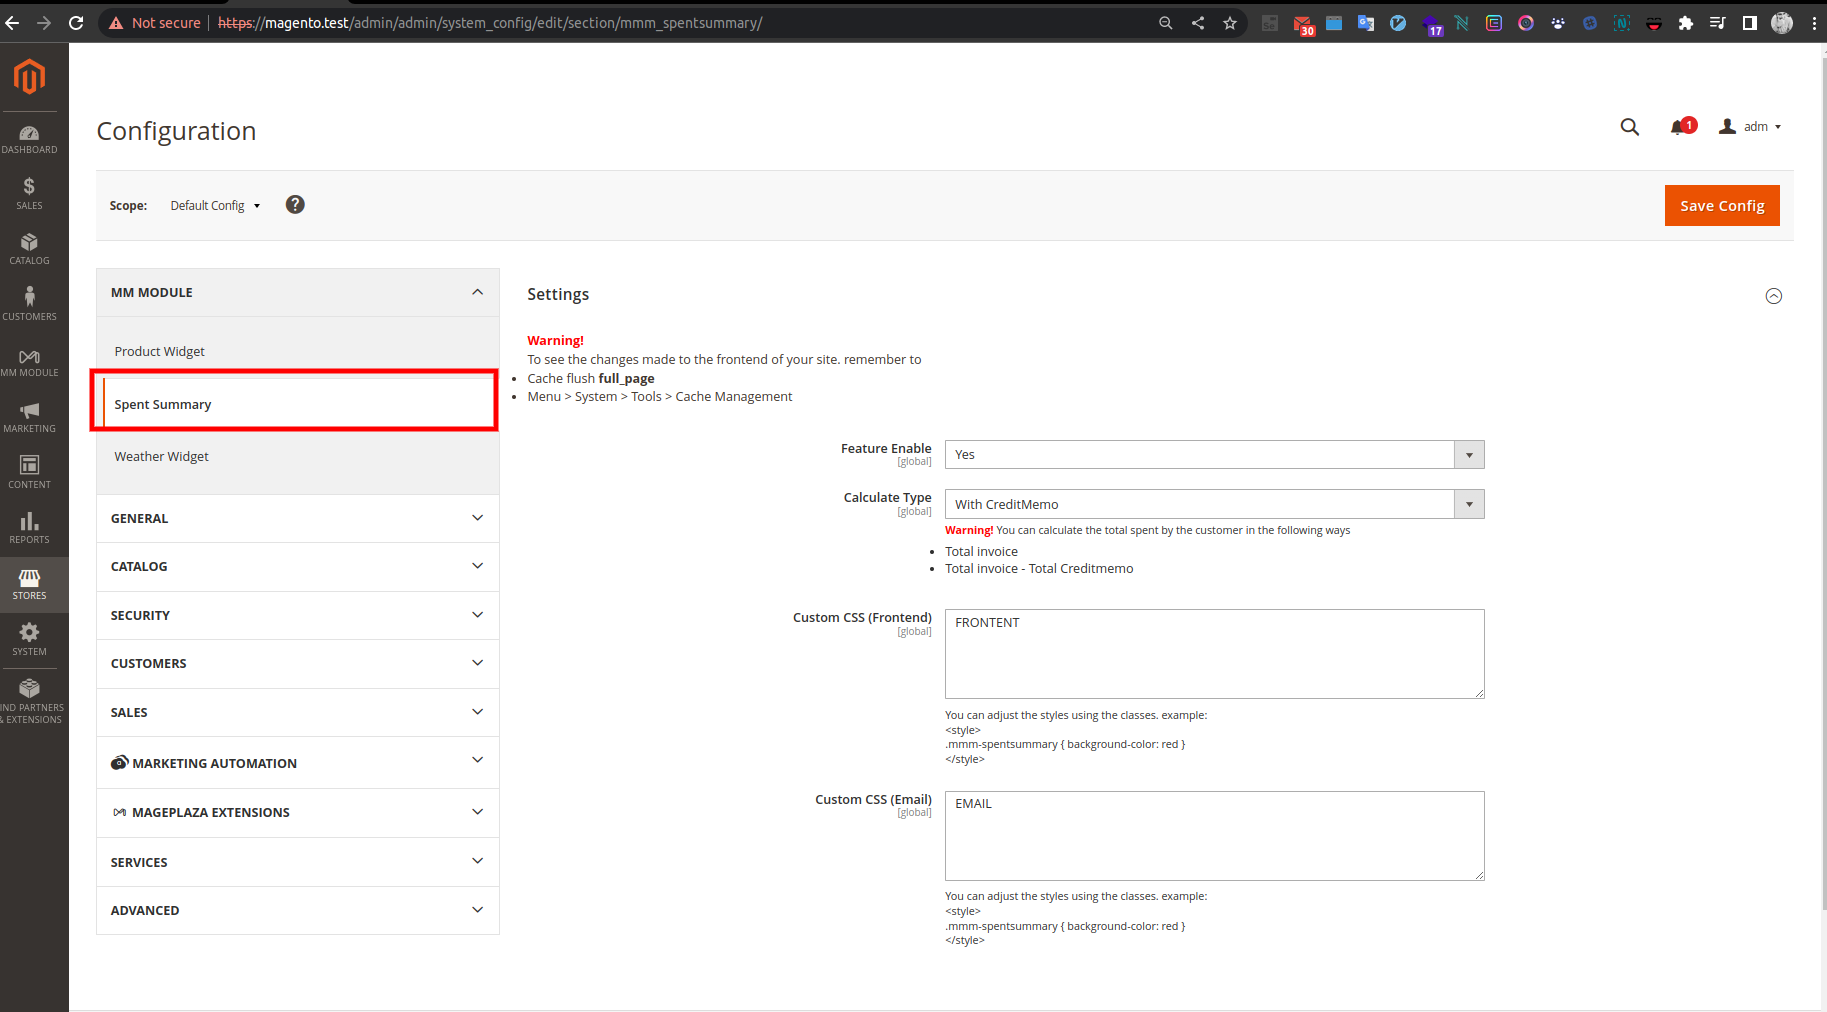 Not secure
https://magento.test/admin/admin/system_config/edit/section/mmm_spentsummary/
30
17
DASHBOARD
SALES
CATALOG
CUSTOMERS
MM MODULE
MARKETING
CONTENT
REPORTS
STORES
SYSTEM
IND PARTNERS
& EXTENSIONS
Configuration
1
adm
Scope:
Default Config
?
Save Config
MM MODULE
Product Widget
Spent Summary
Weather Widget
GENERAL
CATALOG
SECURITY
CUSTOMERS
SALES
MARKETING AUTOMATION
MAGEPLAZA EXTENSIONS
SERVICES
ADVANCED
Settings
Warning!
To see the changes made to the frontend of your site. remember to
• Cache flush full_page
• Menu > System > Tools > Cache Management
Feature Enable
[global]
Yes
Calculate Type
[global]
With CreditMemo
Warning! You can calculate the total spent by the customer in the following ways
• Total invoice
• Total invoice - Total Creditmemo
Custom CSS (Frontend)
[global]
FRONTENT
You can adjust the styles using the classes. example:
<style>
.mmm-spentsummary { background-color: red }
</style>
Custom CSS (Email)
[global]
EMAIL
You can adjust the styles using the classes. example:
<style>
.mmm-spentsummary { background-color: red }
</style>